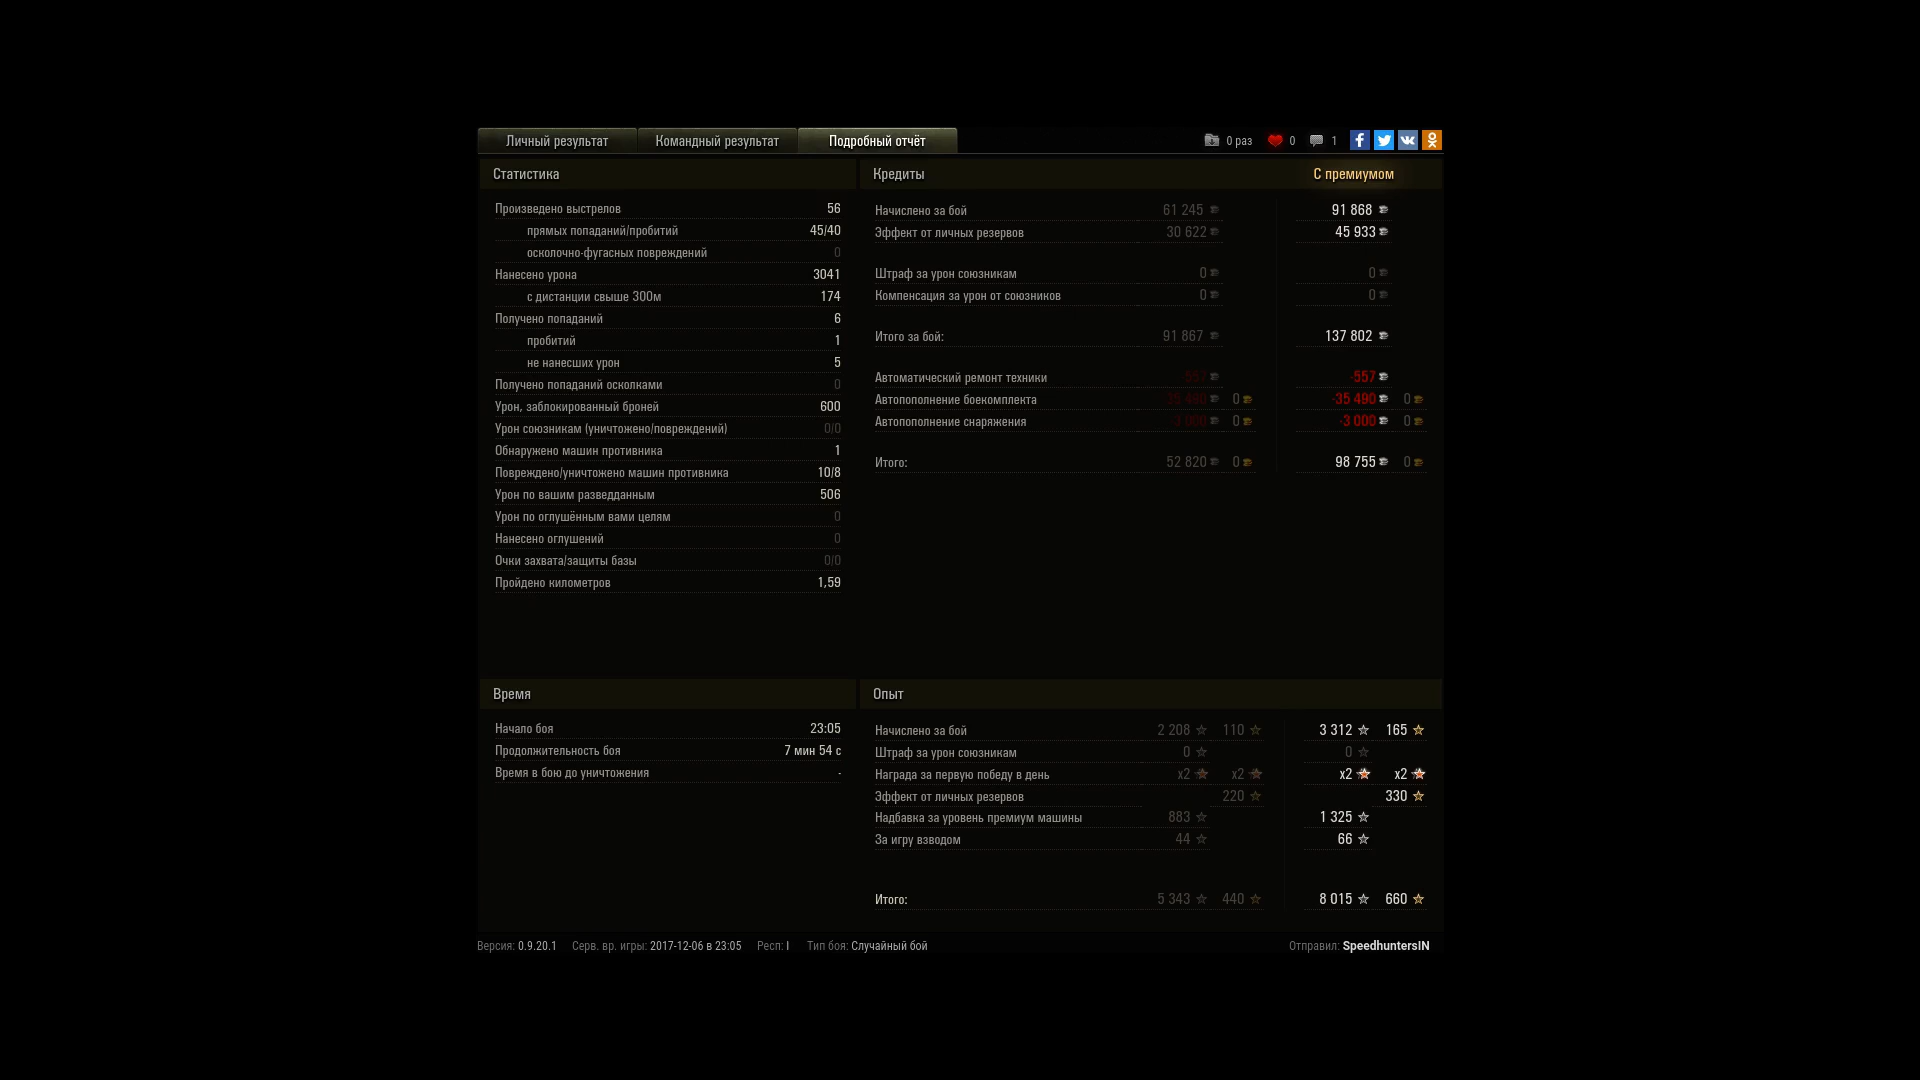 Личный результат Командный результат Подробный отчёт 0 раз 0 1
Статистика
Произведено выстрелов 56
прямых попаданий/пробитий 45/40
осколочно-фугасных повреждений 0
Нанесено урона 3041
с дистанции свыше 300м 174
Получено попаданий 6
пробитий 1
не нанесших урон 5
Получено попаданий осколками 0
Урон, заблокированный броней 600
Урон союзникам (уничтожено/повреждений) 0/0
Обнаружено машин противника 1
Повреждено/уничтожено машин противника 10/8
Урон по вашим разведданным 506
Урон по оглушённым вами целям 0
Нанесено оглушений 0
Очки захвата/защиты базы 0/0
Пройдено километров 1,59
Кредиты С премиумом
Начислено за бой 61 245 91 868
Эффект от личных резервов 30 622 45 933
Штраф за урон союзникам 0 0
Компенсация за урон от союзников 0 0
Итого за бой: 91 867 137 802
Автоматический ремонт техники -557 -557
Автопополнение боекомплекта -35 490 0 -35 490 0
Автопополнение снаряжения -3 000 0 -3 000 0
Итого: 52 820 0 98 755 0
Время
Начало боя 23:05
Продолжительность боя 7 мин 54 с
Время в бою до уничтожения -
Опыт
Начислено за бой 2 208 110 3 312 165
Штраф за урон союзникам 0 0
Награда за первую победу в день x2 x2 x2 x2
Эффект от личных резервов 220 330
Надбавка за уровень премиум машины 883 1 325
За игру взводом 44 66
Итого: 5 343 440 8 015 660
Версия: 0.9.20.1 Серв. вр. игры: 2017-12-06 в 23:05 Респ: I Тип боя: Случайный бой Отправил: SpeedhuntersIN